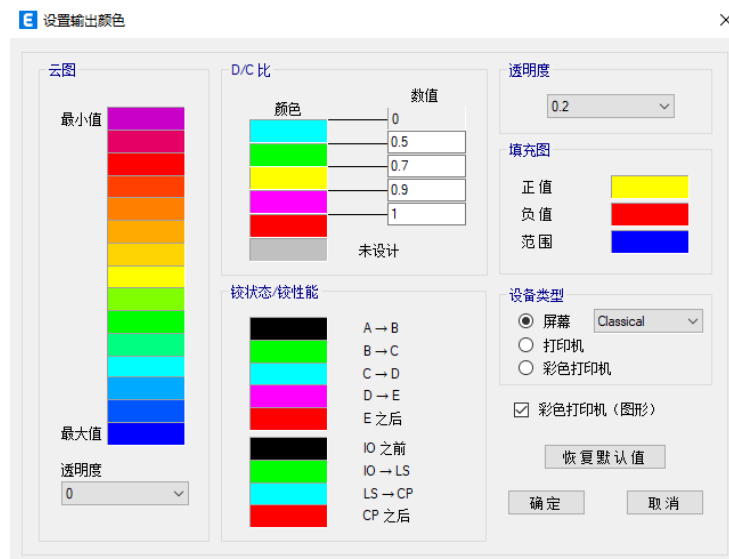 E 设置输出颜色
云图
最小值
最大值
透明度
0
D/C 比
颜色
数值
0
0.5
0.7
0.9
1
未设计
铰状态/铰性能
A→B
B→C
C→D
D→E
E 之后
IO 之前
IO→LS
LS→CP
CP 之后
透明度
0.2
填充图
正值
负值
范围
设备类型
屏幕 Classical
打印机
彩色打印机
彩色打印机（图形）
恢复默认值
确定 取消